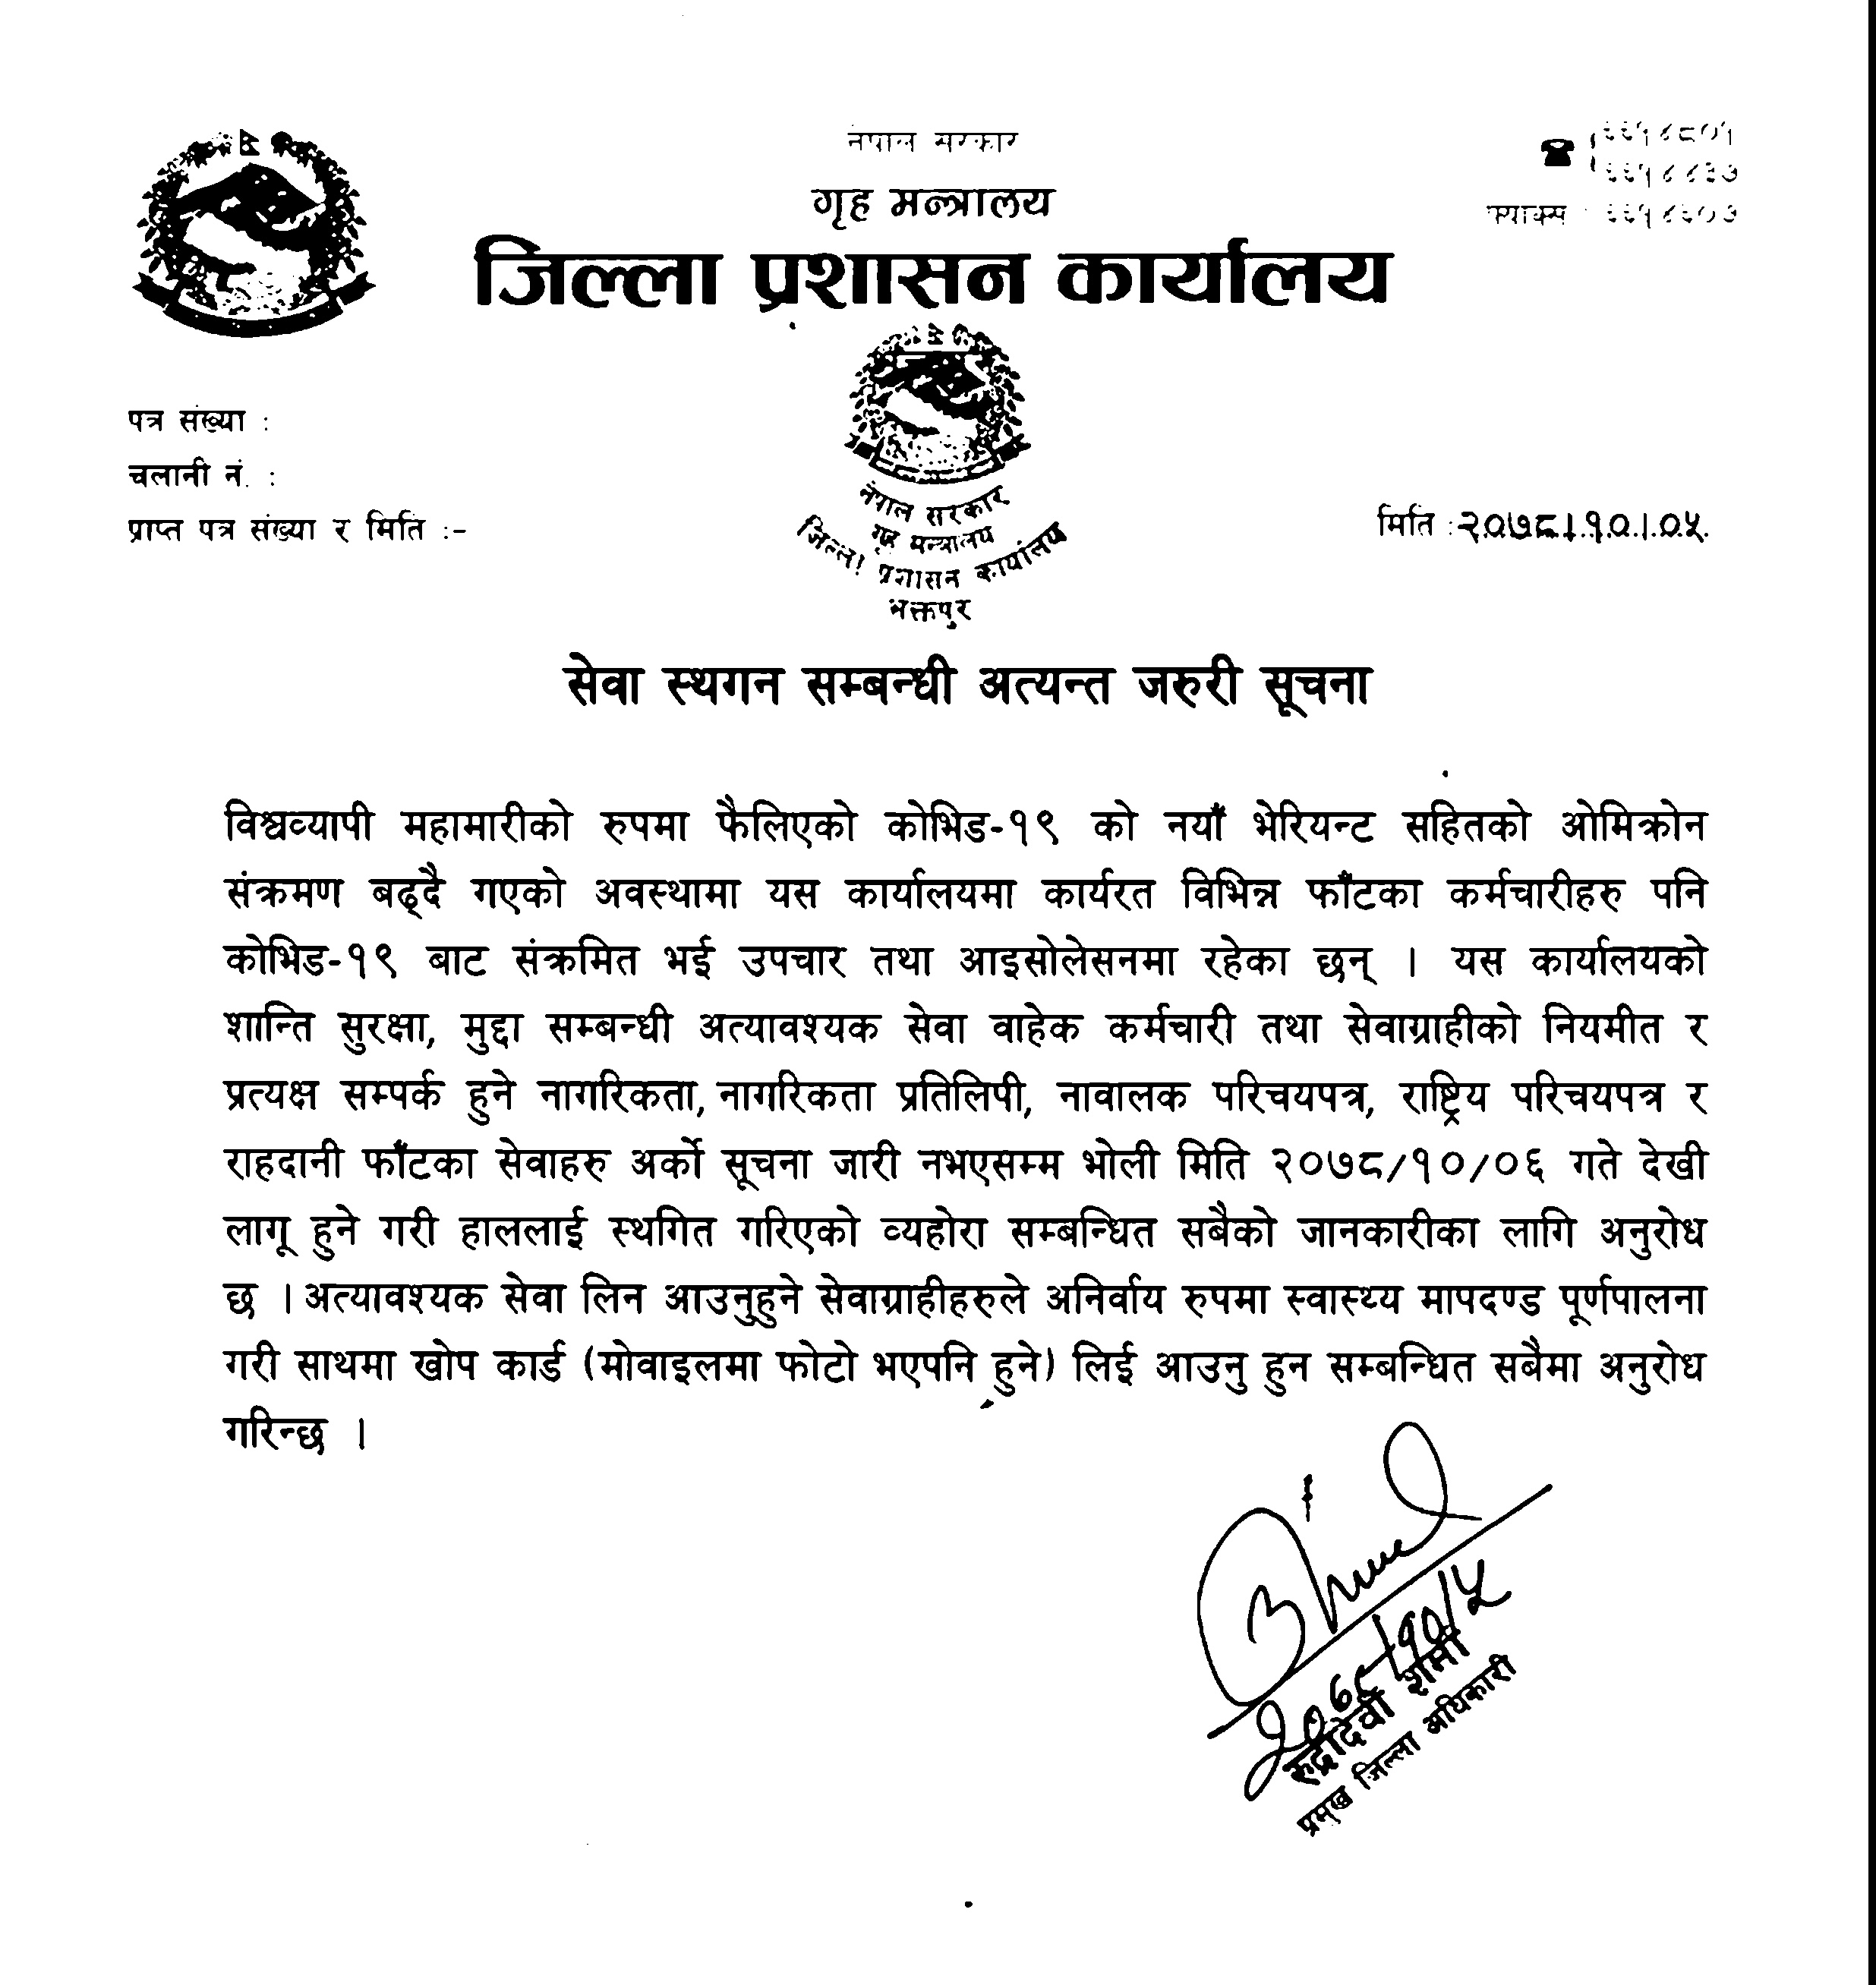 नेपाल सरकार
गृह मन्त्रालय
जिल्ला प्रशासन कार्यालय
फ्याक्स :
नेपाल सरकार
गृह मन्त्रालय
जिल्ला प्रशासन कार्यालय
भक्तपुर
पत्र संख्या :
चलानी नं. :
प्राप्त पत्र संख्या र मिति :-
मिति :२०७८।१०।०५
सेवा स्थगन सम्बन्धी अत्यन्त जरुरी सूचना
विश्वव्यापी महामारीको रुपमा फैलिएको कोभिड-१९ को नयाँ भेरियन्ट सहितको ओमिक्रोन
संक्रमण बढ्दै गएको अवस्थामा यस कार्यालयमा कार्यरत विभिन्न फाँटका कर्मचारीहरु पनि
कोभिड-१९ बाट संक्रमित भई उपचार तथा आइसोलेसनमा रहेका छन् । यस कार्यालयको
शान्ति सुरक्षा, मुद्दा सम्बन्धी अत्यावश्यक सेवा वाहेक कर्मचारी तथा सेवाग्राहीको नियमीत र
प्रत्यक्ष सम्पर्क हुने नागरिकता, नागरिकता प्रतिलिपी, नावालक परिचयपत्र, राष्ट्रिय परिचयपत्र र
राहदानी फाँटका सेवाहरु अर्को सूचना जारी नभएसम्म भोली मिति २०७८/१०/०६ गते देखी
लागू हुने गरी हाललाई स्थगित गरिएको व्यहोरा सम्बन्धित सबैको जानकारीका लागि अनुरोध
छ । अत्यावश्यक सेवा लिन आउनुहुने सेवाग्राहीहरुले अनिर्वाय रुपमा स्वास्थ्य मापदण्ड पूर्णपालना
गरी साथमा खोप कार्ड (मोवाइलमा फोटो भएपनि हुने) लिई आउनु हुन सम्बन्धित सबैमा अनुरोध
गरिन्छ ।
२०७८/१०/५
रुद्रादेवी शर्मा
प्रमुख जिल्ला अधिकारी